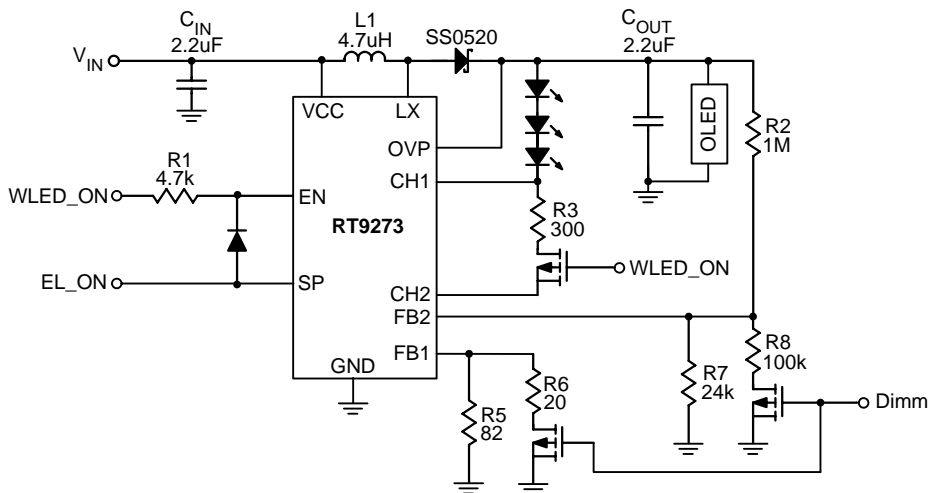 C_IN
2.2uF
L1
4.7uH
SS0520
C_OUT
2.2uF
V_IN
VCC
LX
OVP
OLED
R2
1M
R1
4.7k
CH1
WLED_ON
EN
R3
300
RT9273
WLED_ON
EL_ON
SP
CH2
FB2
R8
100k
FB1
R7
24k
GND
R6
20
R5
82
Dimm